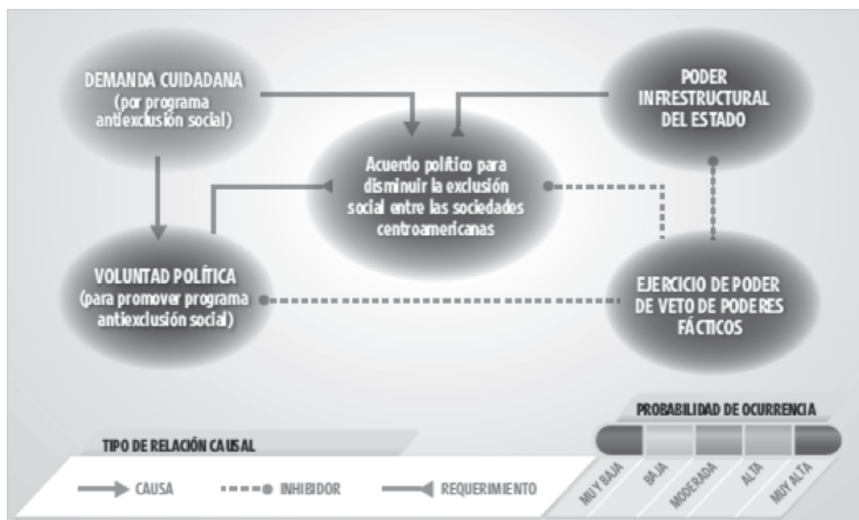 DEMANDA CUIDADANA
(por programa
antiexclusión social)
PODER
INFRESTRUCTURAL
DEL ESTADO
Acuerdo político para
disminuir la exclusión
social entre las sociedades
centroamericanas
VOLUNTAD POLÍTICA
(para promover programa
antiexclusión social)
EJERCICIO DE PODER
DE VETO DE PODERES
FÁCTICOS
PROBABILIDAD DE OCURRENCIA
MUY BAJA
BAJA
MODERADA
ALTA
MUY ALTA
TIPO DE RELACIÓN CAUSAL
CAUSA
INHIBIDOR
REQUERIMIENTO